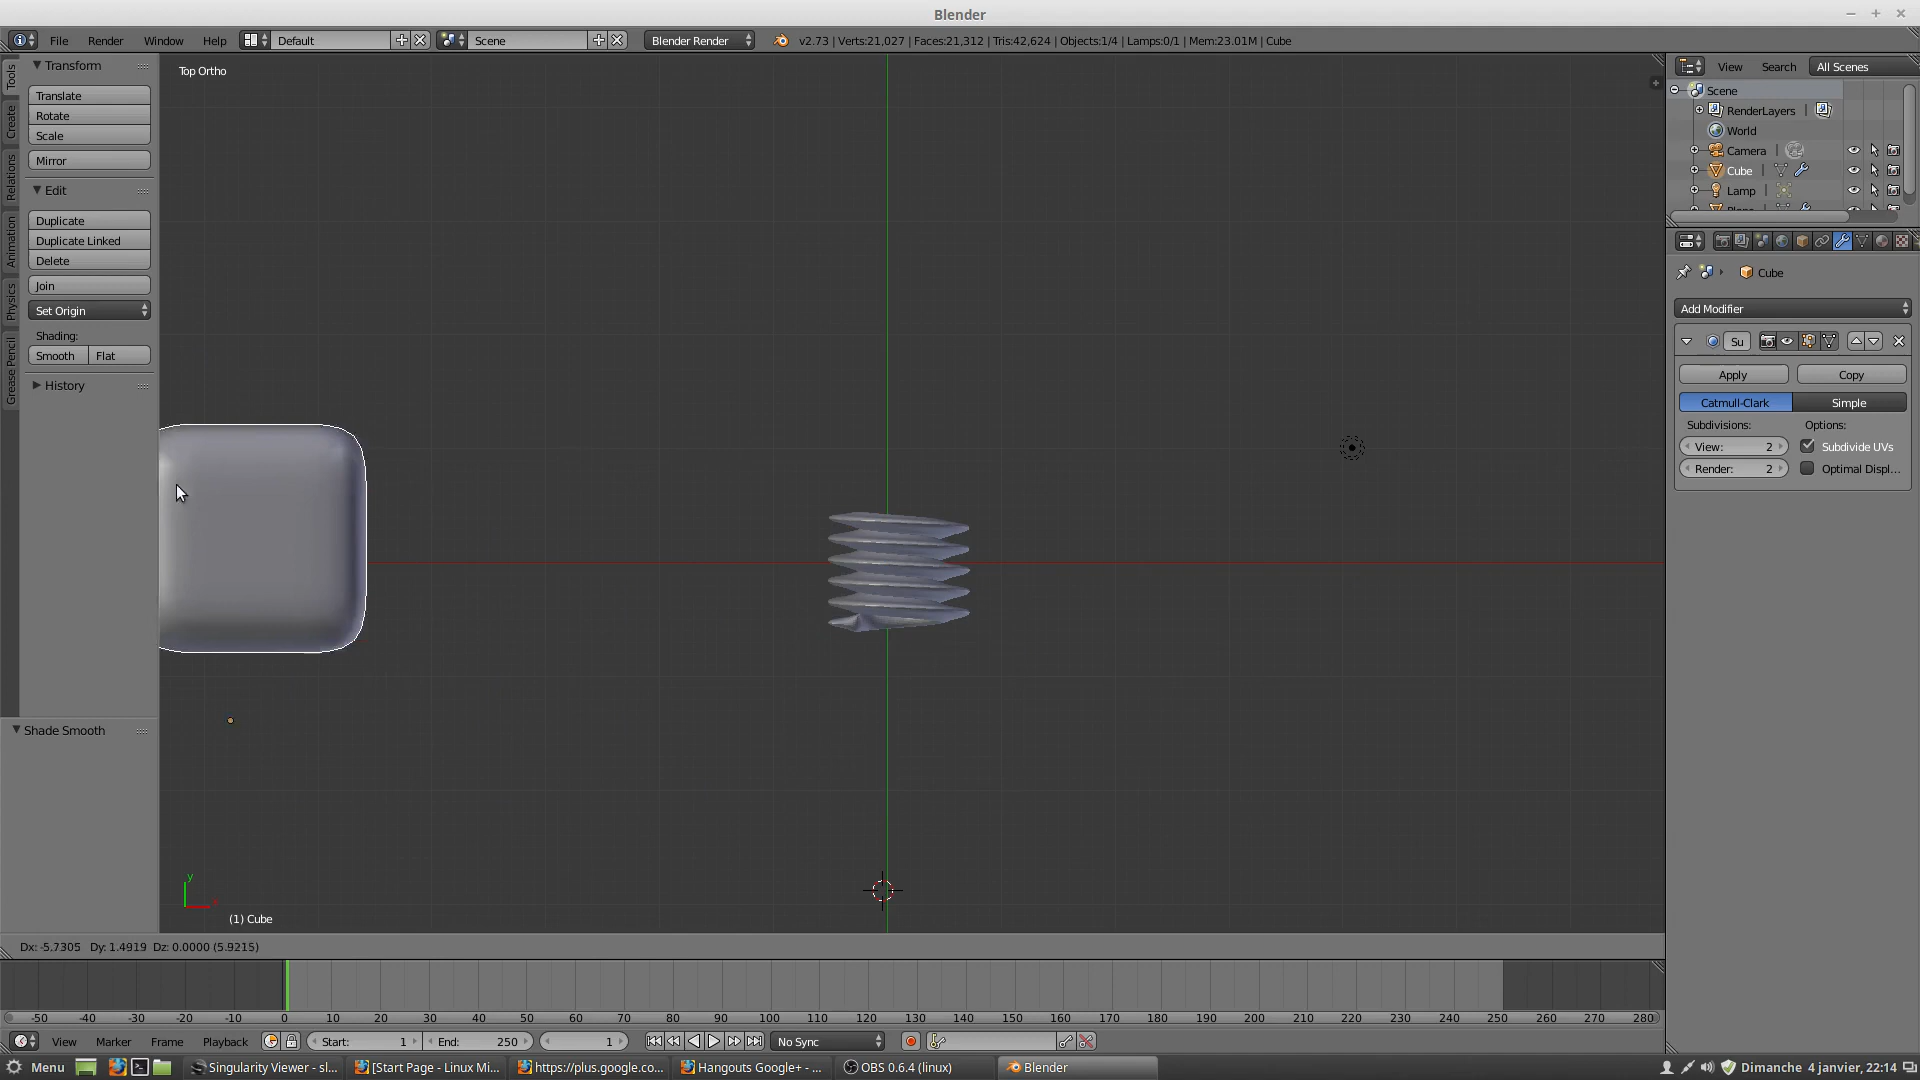 Blender
File Render Window Help Default Scene Blender Render v2.73 | Verts:21,027 | Faces:21,312 | Tris:42,624 | Objects:1/4 | Lamps:0/1 | Mem:23.01M | Cube
Tools
Create
Relations
Animation
Physics
Grease Pencil
Transform
Translate
Rotate
Scale
Mirror
Edit
Duplicate
Duplicate Linked
Delete
Join
Set Origin
Shading:
Smooth Flat
History
Shade Smooth
Top Ortho
y
x
(1) Cube
Dx: -5.7305 Dy: 1.4919 Dz: 0.0000 (5.9215)
View Search All Scenes
Scene
RenderLayers
World
Camera
Cube
Lamp
Cube
Add Modifier
Su
Apply Copy
Catmull-Clark Simple
Subdivisions: Options:
View: 2 Subdivide UVs
Render: 2 Optimal Displ...
-50 -40 -30 -20 -10 0 10 20 30 40 50 60 70 80 90 100 110 120 130 140 150 160 170 180 190 200 210 220 230 240 250 260 270 280
View Marker Frame Playback Start: 1 End: 250 1 No Sync
Menu Singularity Viewer - sl... [Start Page - Linux Mi... https://plus.google.co... Hangouts Google+ - ... OBS 0.6.4 (linux) Blender Dimanche 4 janvier, 22:14